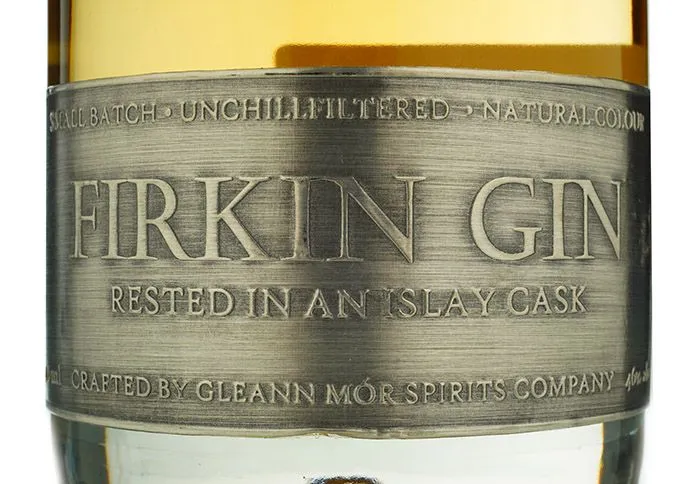 SMALL BATCH • UNCHILLFILTERED • NATURAL COLOUR
FIRKIN GIN
RESTED IN AN ISLAY CASK
CRAFTED BY GLEANN MÓR SPIRITS COMPANY